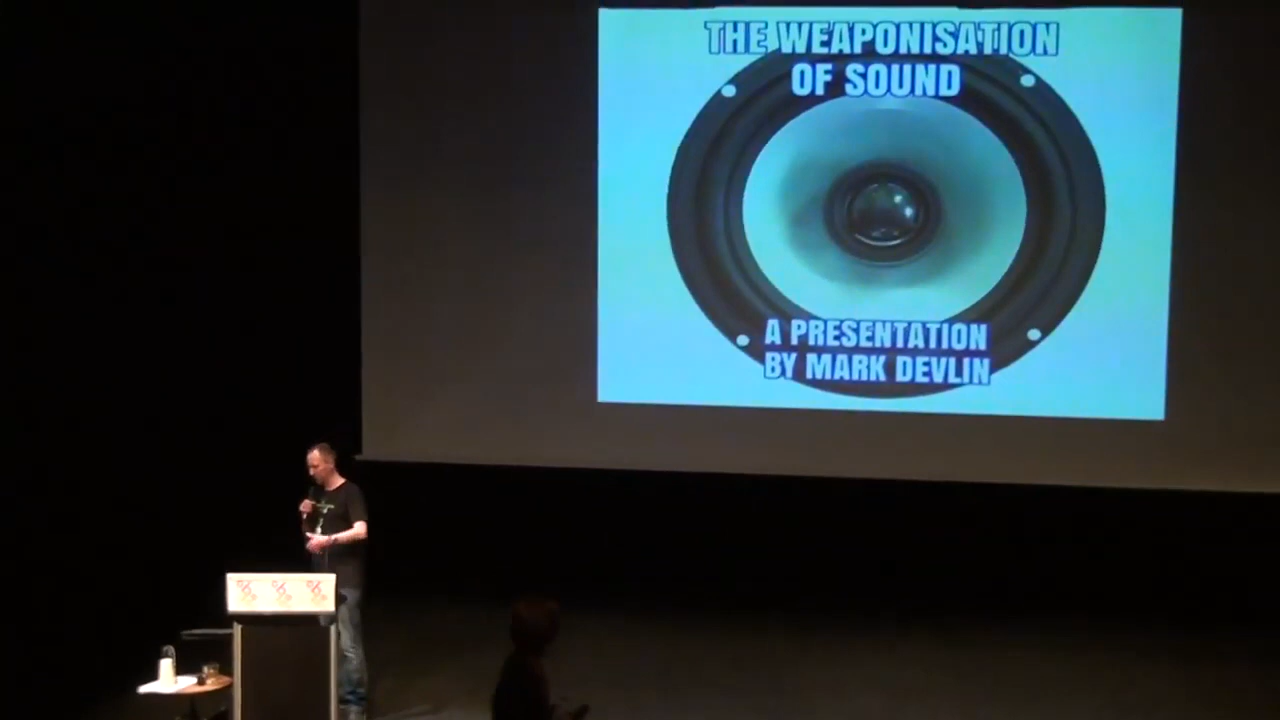 THE WEAPONISATION
OF SOUND
A PRESENTATION
BY MARK DEVLIN